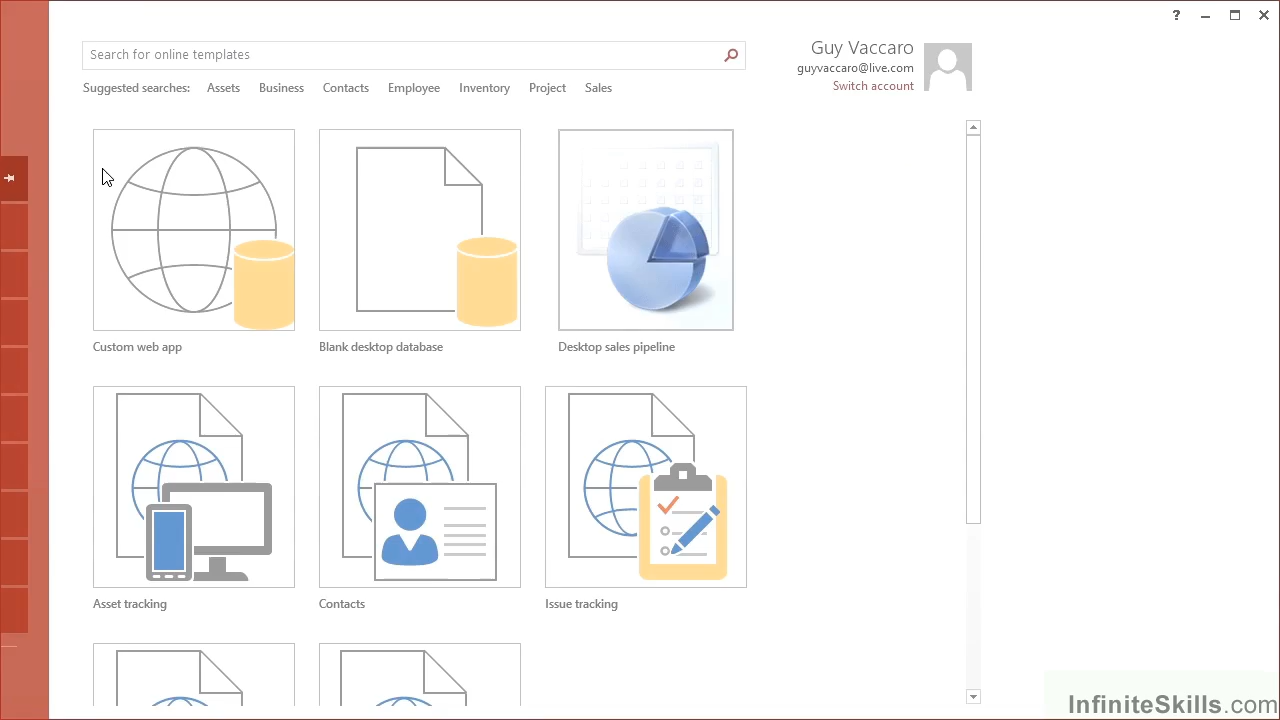 ?
Search for online templates
Guy Vaccaro
guyvaccaro@live.com
Switch account
Suggested searches: Assets Business Contacts Employee Inventory Project Sales
Custom web app
Blank desktop database
Desktop sales pipeline
Asset tracking
Contacts
Issue tracking
InfiniteSkills.com